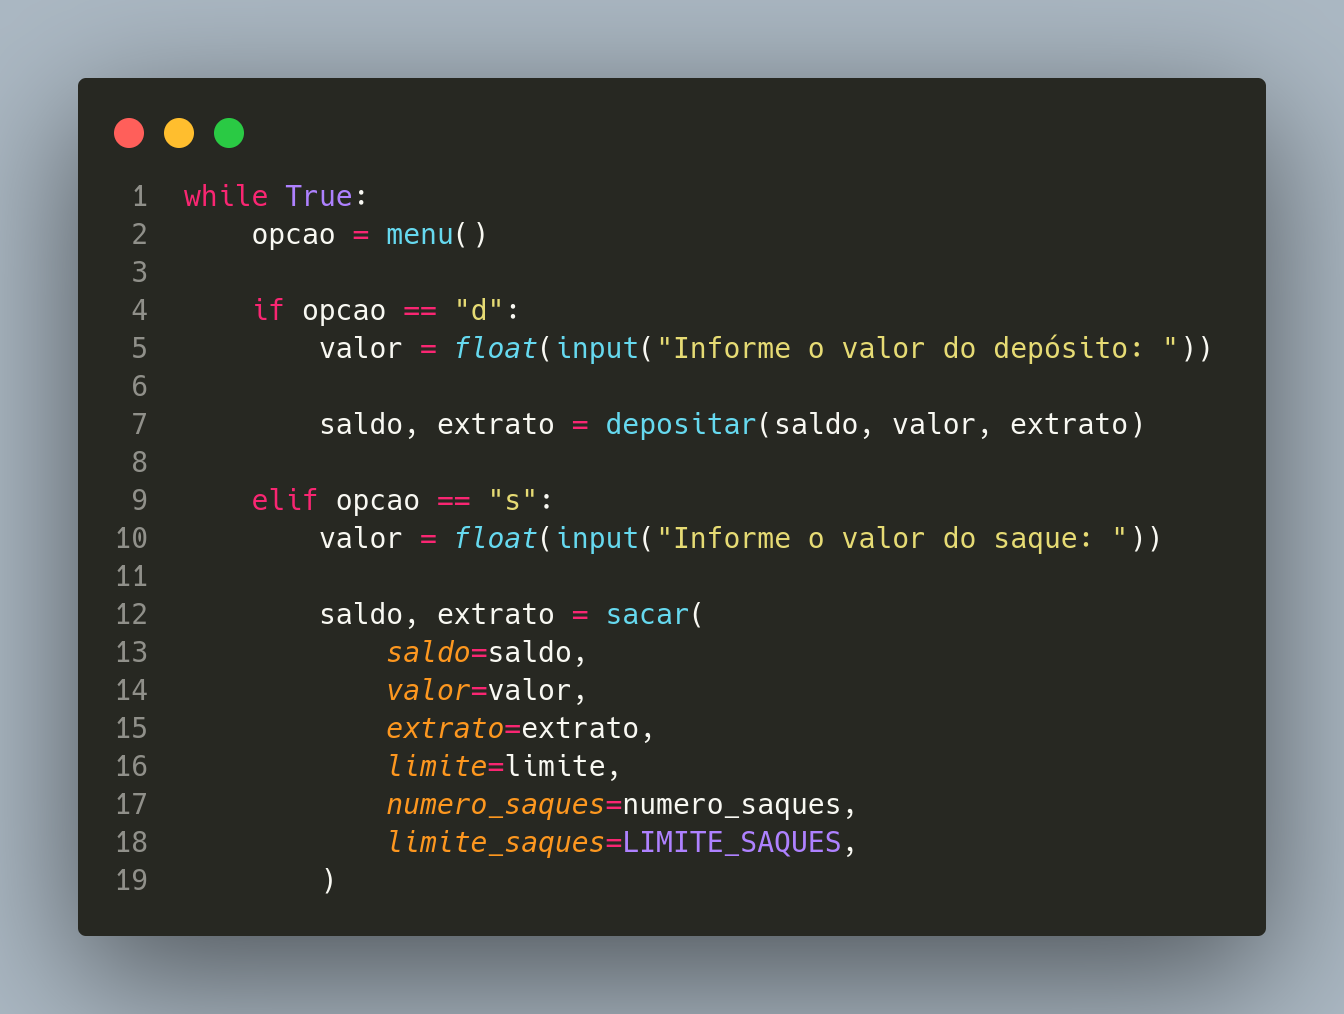 1 while True:
2     opcao = menu()
3
4     if opcao == "d":
5         valor = float(input("Informe o valor do depósito: "))
6
7         saldo, extrato = depositar(saldo, valor, extrato)
8
9     elif opcao == "s":
10         valor = float(input("Informe o valor do saque: "))
11
12         saldo, extrato = sacar(
13             saldo=saldo,
14             valor=valor,
15             extrato=extrato,
16             limite=limite,
17             numero_saques=numero_saques,
18             limite_saques=LIMITE_SAQUES,
19         )